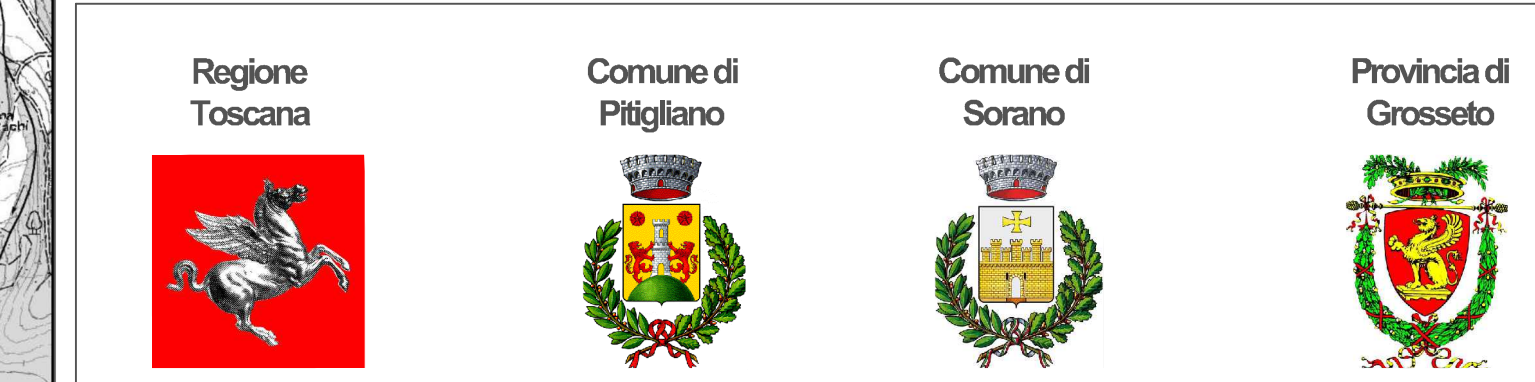 Regione
Toscana
Comune di
Pitigliano
Comune di
Sorano
Provincia di
Grosseto